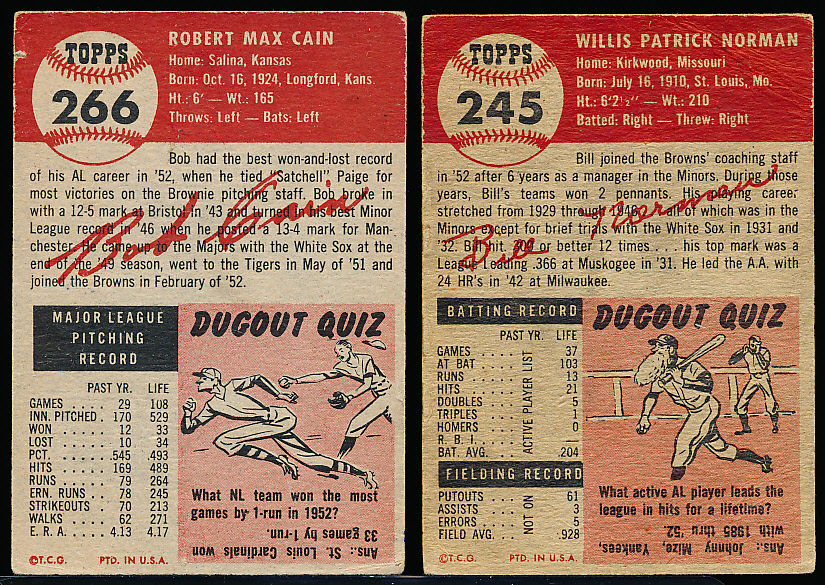 TOPPS
266
ROBERT MAX CAIN
Home: Salina, Kansas
Born: Oct. 16, 1924, Longford, Kans.
Ht.: 6' — Wt.: 165
Throws: Left — Bats: Left
Bob had the best won-and-lost record
of his AL career in '52, when he tied "Satchell" Paige for
most victories on the Browns pitching staff. Bob broke in
with a 12-5 mark at Bristol in '43 and turned in his best Minor
League record in '46 when he posted a 13-4 mark for Man-
chester. He came up to the Majors with the White Sox at the
end of the '49 season, went to the Tigers in May of '51 and
joined the Browns in February of '52.
Bob Cain
MAJOR LEAGUE
PITCHING
RECORD
PAST YR. LIFE
GAMES .... 29 108
INN. PITCHED. 170 529
WON ..... 12 33
LOST ..... 10 34
PCT. ..... .545 .493
HITS ..... 169 489
RUNS .... 79 264
ERN. RUNS .. 78 245
STRIKEOUTS . 70 213
WALKS ... 62 271
E. R. A. .... 4.13 4.17
DUGOUT QUIZ
What NL team won the most
games by 1-run in 1952?
Ans.: St. Louis Cardinals won
33 games by 1-run.
©T.C.G. PTD. IN U.S.A.
TOPPS
245
WILLIS PATRICK NORMAN
Home: Kirkwood, Missouri
Born: July 16, 1910, St. Louis, Mo.
Ht.: 6'2½" — Wt.: 210
Batted: Right — Threw: Right
Bill joined the Browns' coaching staff
in '52 after 6 years as a manager in the Minors. During those
years, Bill's teams won 2 pennants. His playing career
stretched from 1929 through 1946, all of which was in the
Minors except for brief trips with the White Sox in 1931 and
'32. Bill hit .300 or better 12 times . . . . his top mark was a
League Leading .366 at Muskogee in '31. He led the A.A. with
24 HR's in '42 at Milwaukee.
Bill Norman
BATTING RECORD
PAST YR. LIFE
GAMES ... 37
AT BAT ... 103
RUNS .... 13
HITS .... 21
DOUBLES .. 5
TRIPLES ... 1
HOMERS .. 0
R. B. I. .... —
BAT. AVG. .. .204
NOT ON ACTIVE PLAYER LIST
FIELDING RECORD
PUTOUTS .. 61
ASSISTS ... 3
ERRORS ... 5
FIELD AVG. . .928
DUGOUT QUIZ
What active AL player leads the
league in hits for a lifetime?
Ans.: Johnny Mize, Yankees,
with 1985 thru '52.
©T.C.G. PTD. IN U.S.A.